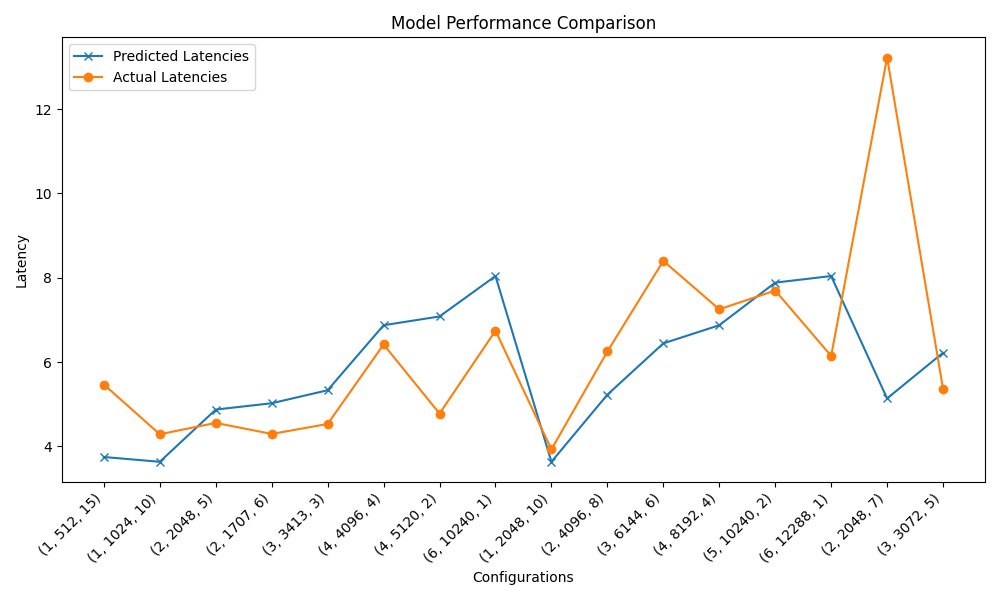 Model Performance Comparison
Predicted Latencies
Actual Latencies
Latency
12
10
8
6
4
(1, 512, 15)
(1, 1024, 10)
(2, 2048, 5)
(2, 1707, 6)
(3, 3413, 3)
(4, 4096, 4)
(4, 5120, 2)
(6, 10240, 1)
(1, 2048, 10)
(2, 4096, 8)
(3, 6144, 6)
(4, 8192, 4)
(5, 10240, 2)
(6, 12288, 1)
(2, 2048, 7)
(3, 3072, 5)
Configurations